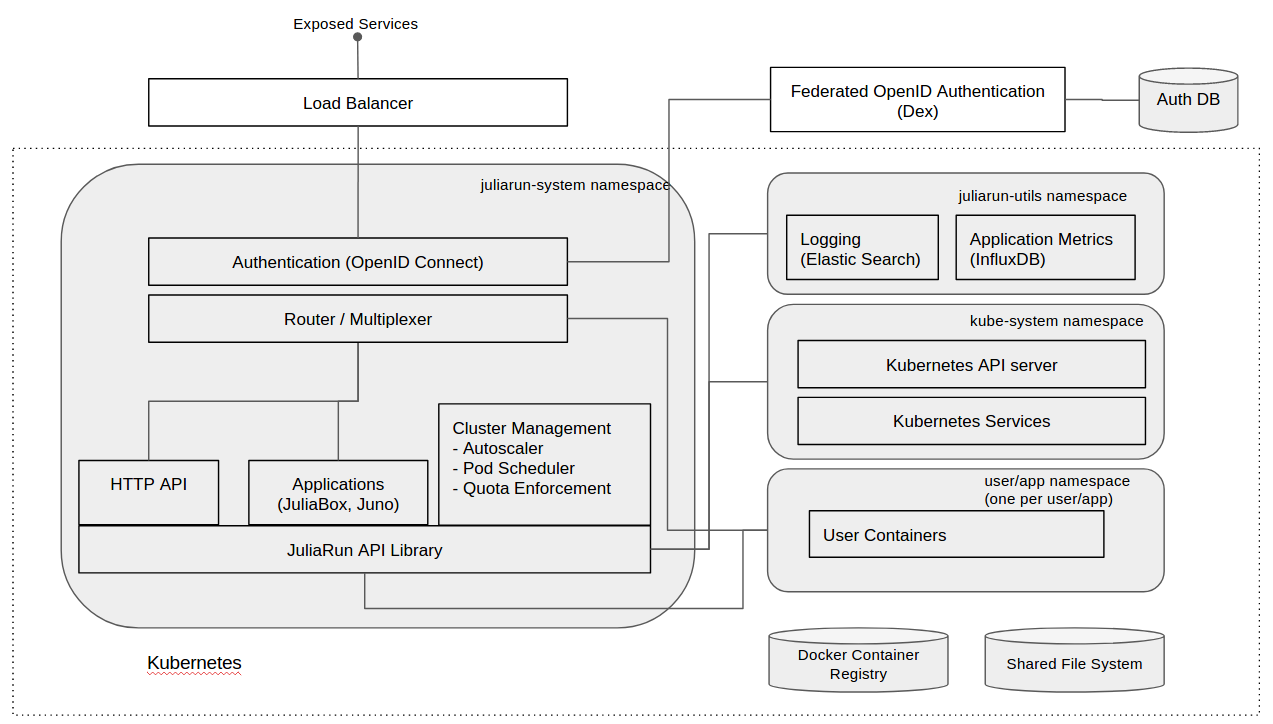 Exposed Services
Load Balancer
Federated OpenID Authentication
(Dex)
Auth DB
juliarun-system namespace
Authentication (OpenID Connect)
Router / Multiplexer
HTTP API
Applications
(JuliaBox, Juno)
Cluster Management
- Autoscaler
- Pod Scheduler
- Quota Enforcement
JuliaRun API Library
juliarun-utils namespace
Logging
(Elastic Search)
Application Metrics
(InfluxDB)
kube-system namespace
Kubernetes API server
Kubernetes Services
user/app namespace
(one per user/app)
User Containers
Kubernetes
Docker Container
Registry
Shared File System